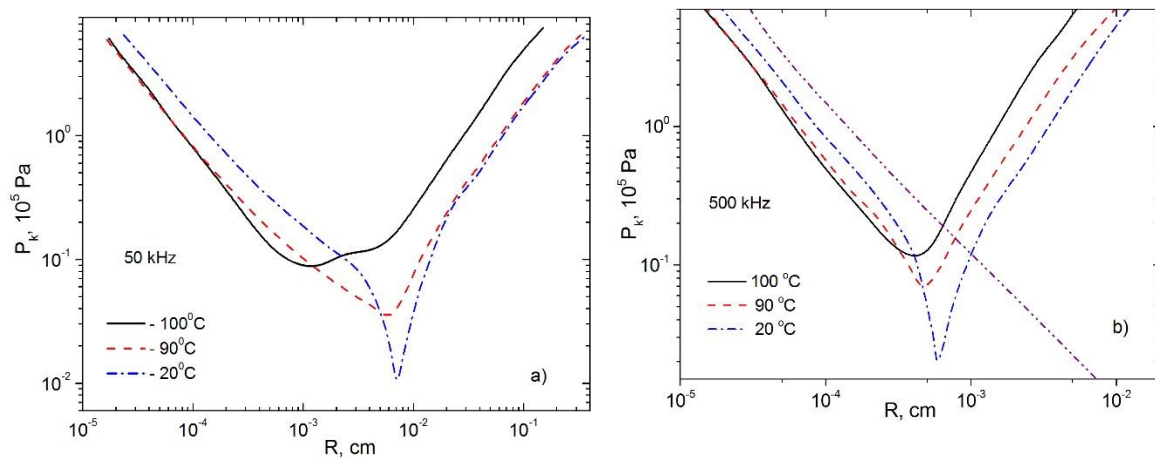 P_k, 10^5 Pa
10^0
10^-1
10^-2
50 kHz
- 100^0C
- 90^0C
- 20^0C
a)
10^-5
10^-4
10^-3
10^-2
10^-1
R, cm
P_k, 10^5 Pa
10^0
10^-1
500 kHz
100 °C
90 °C
20 °C
b)
10^-5
10^-4
10^-3
10^-2
R, cm